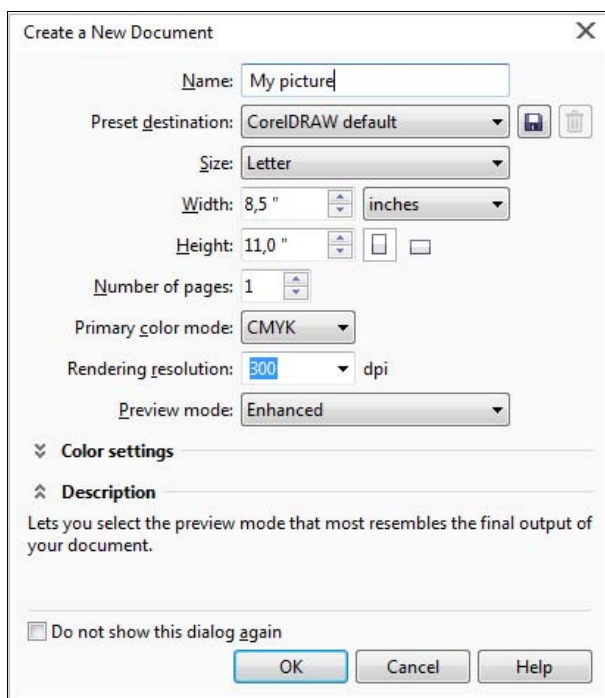 Create a New Document
Name: My picture
Preset destination: CorelDRAW default
Size: Letter
Width: 8,5 " inches
Height: 11,0 "
Number of pages: 1
Primary color mode: CMYK
Rendering resolution: 300 dpi
Preview mode: Enhanced
Color settings
Description
Lets you select the preview mode that most resembles the final output of
your document.
Do not show this dialog again
OK Cancel Help